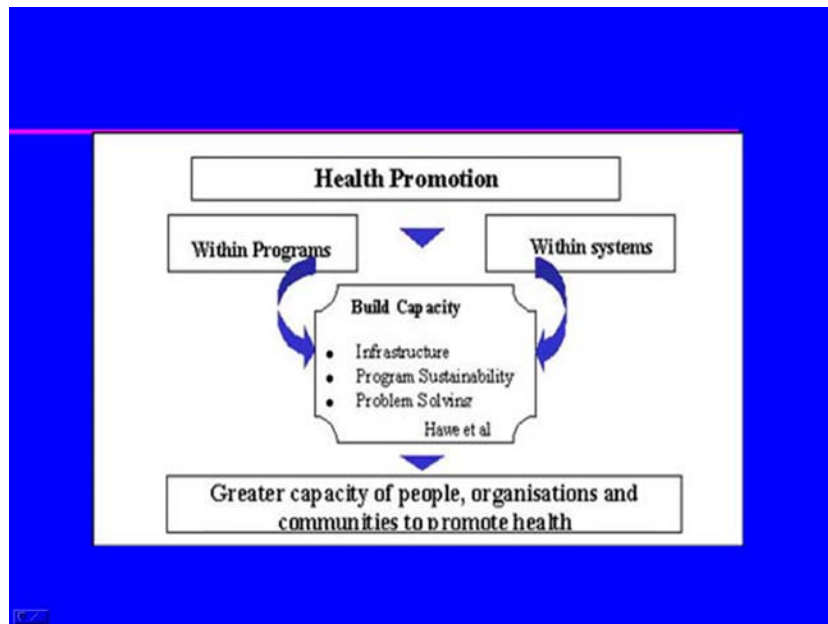 Health Promotion
Within Programs
Within systems
Build Capacity
• Infrastructure
• Program Sustainability
• Problem Solving
Hawe et al
Greater capacity of people, organisations and
communities to promote health